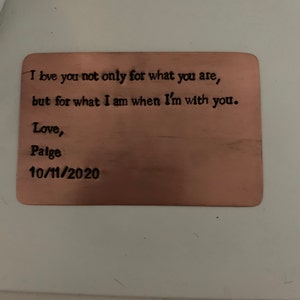 I love you not only for what you are,
but for what I am when I'm with you.
Love,
Paige
10/11/2020